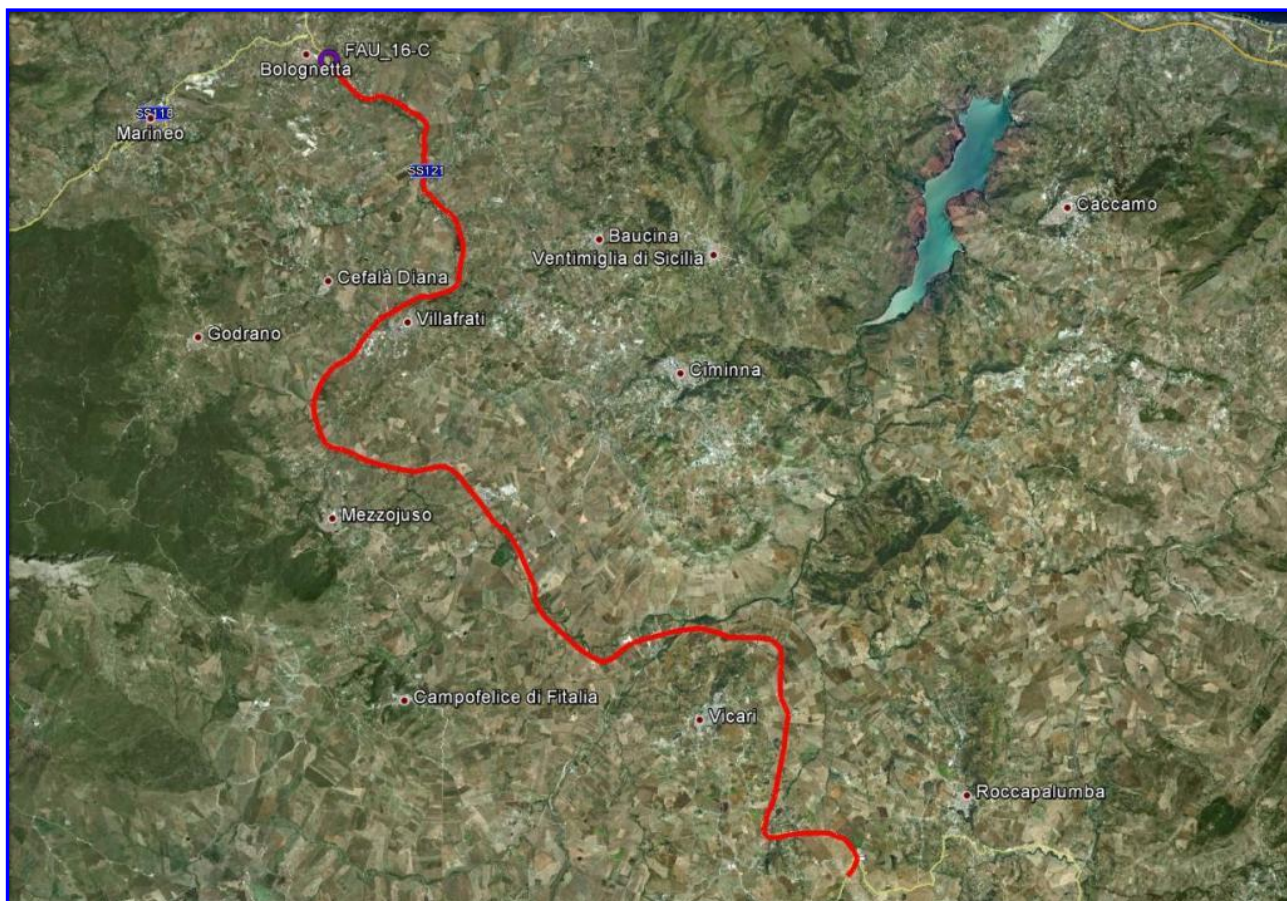 FAU_16-C
Bolognetta
SS118
Marineo
SS121
Caccamo
Baucina
Ventimiglia di Sicilia
Cefalà Diana
Villafrati
Godrano
Ciminna
Mezzojuso
Campofelice di Fitalia
Vicari
Roccapalumba